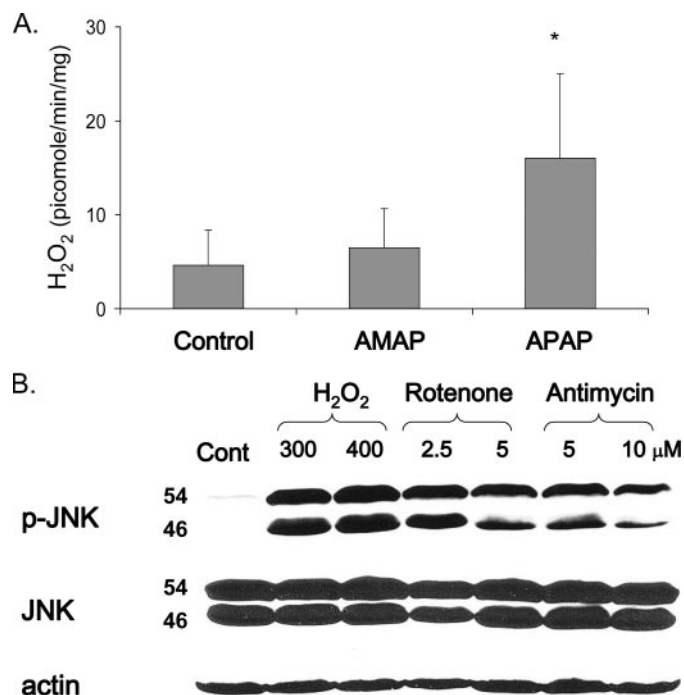 A.
30
20
10
0
H₂O₂ (picomole/min/mg)
*
Control AMAP APAP
B.
H₂O₂ Rotenone Antimycin
Cont 300 400 2.5 5 5 10 µM
p-JNK
54
46
JNK
54
46
actin